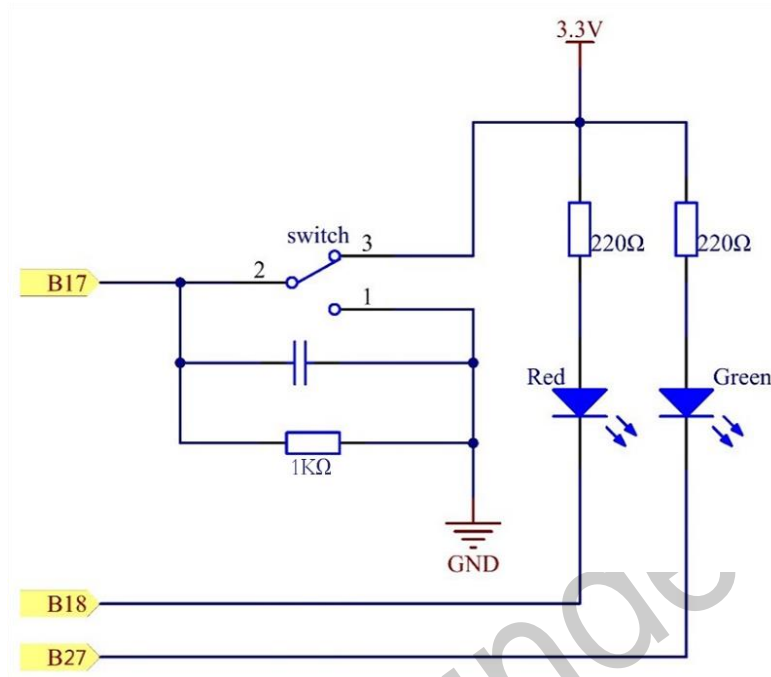 3.3V
switch
3
220Ω
220Ω
2
B17
1
Red
Green
1KΩ
GND
B18
B27